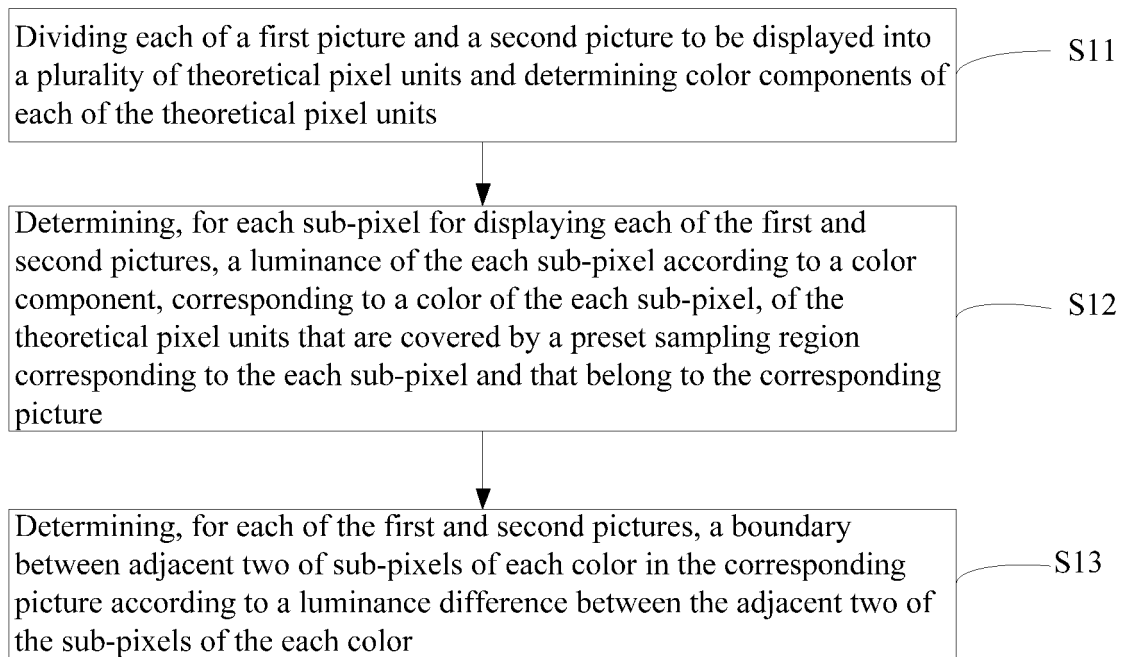 Dividing each of a first picture and a second picture to be displayed into
a plurality of theoretical pixel units and determining color components of
each of the theoretical pixel units
S11
Determining, for each sub-pixel for displaying each of the first and
second pictures, a luminance of the each sub-pixel according to a color
component, corresponding to a color of the each sub-pixel, of the
theoretical pixel units that are covered by a preset sampling region
corresponding to the each sub-pixel and that belong to the corresponding
picture
S12
Determining, for each of the first and second pictures, a boundary
between adjacent two of sub-pixels of each color in the corresponding
picture according to a luminance difference between the adjacent two of
the sub-pixels of the each color
S13